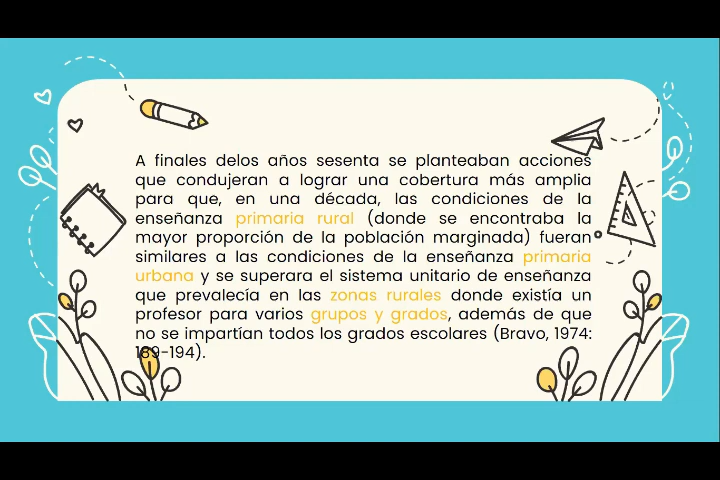 A finales delos años sesenta se planteaban acciones
que condujeran a lograr una cobertura más amplia
para que, en una década, las condiciones de la
enseñanza primaria rural (donde se encontraba la
mayor proporción de la población marginada) fueran
similares a las condiciones de la enseñanza primaria
urbana y se superara el sistema unitario de enseñanza
que prevalecía en las zonas rurales donde existía un
profesor para varios grupos y grados, además de que
no se impartían todos los grados escolares (Bravo, 1974:
189-194).